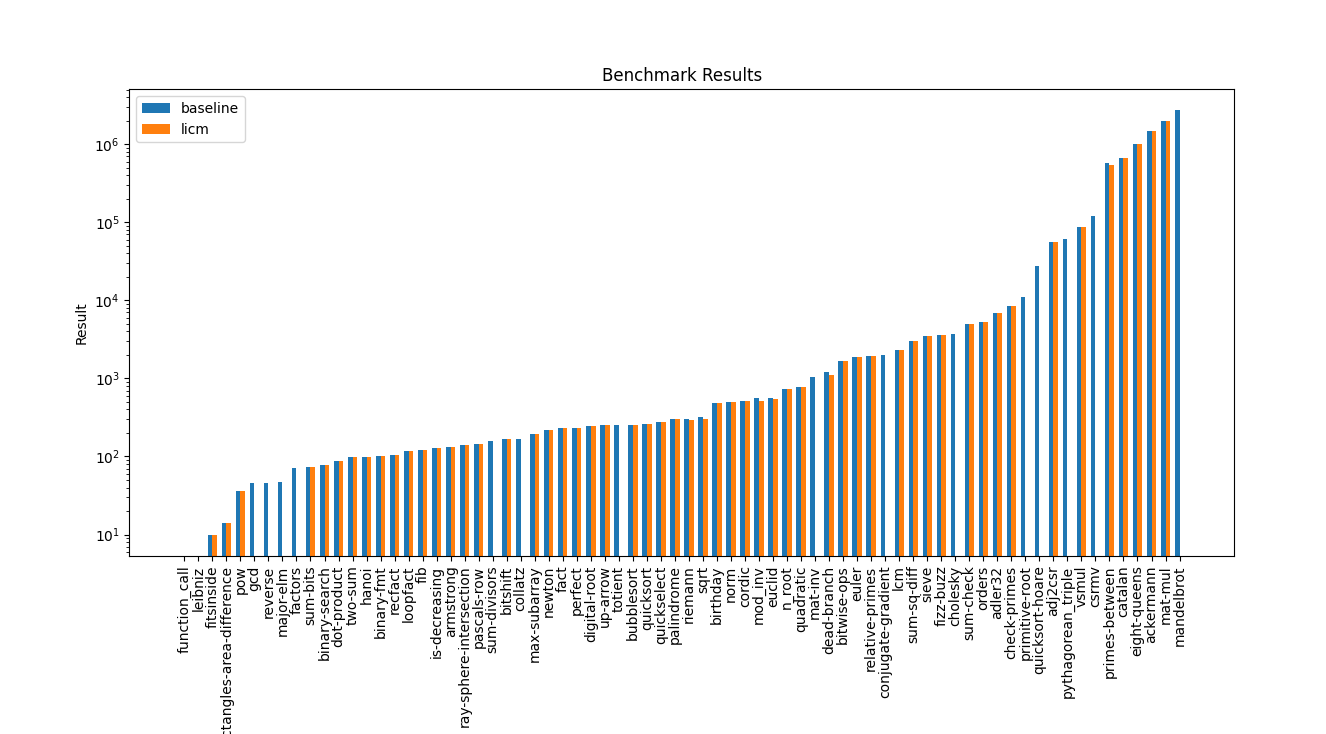 Benchmark Results
baseline
licm
Result
10^6
10^5
10^4
10^3
10^2
10^1
function_call
leibniz
fitsinside
ctangles-area-difference
pow
gcd
reverse
major-elm
factors
sum-bits
binary-search
dot-product
two-sum
hanoi
binary-fmt
recfact
loopfact
fib
is-decreasing
armstrong
ray-sphere-intersection
pascals-row
sum-divisors
bitshift
collatz
max-subarray
newton
fact
perfect
digital-root
up-arrow
totient
bubblesort
quicksort
quickselect
palindrome
riemann
sqrt
birthday
norm
cordic
mod_inv
euclid
n_root
quadratic
mat-inv
dead-branch
bitwise-ops
euler
relative-primes
conjugate-gradient
lcm
sum-sq-diff
sieve
fizz-buzz
cholesky
sum-check
orders
adler32
check-primes
primitive-root
quicksort-hoare
adj2csr
pythagorean_triple
vsmul
csrmv
primes-between
catalan
eight-queens
ackermann
mat-mul
mandelbrot